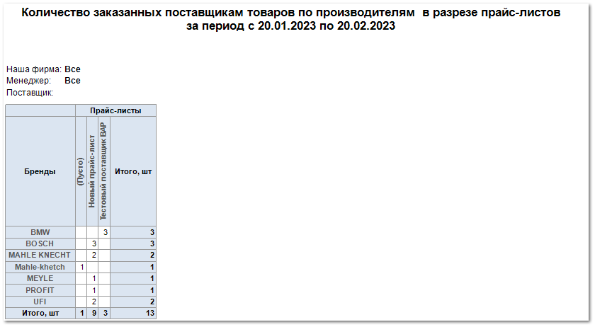 Количество заказанных поставщикам товаров по производителям в разрезе прайс-листов
за период с 20.01.2023 по 20.02.2023
Наша фирма: Все
Менеджер: Все
Поставщик:
Прайс-листы
Бренды (Пусто) Новый прайс-лист Тестовый поставщик ВАР Итого, шт
BMW 3 3
BOSCH 3 3
MAHLE KNECHT 2 2
Mahle-khetch 1 1
MEYLE 1 1
PROFIT 1 1
UFI 2 2
Итого, шт 1 9 3 13